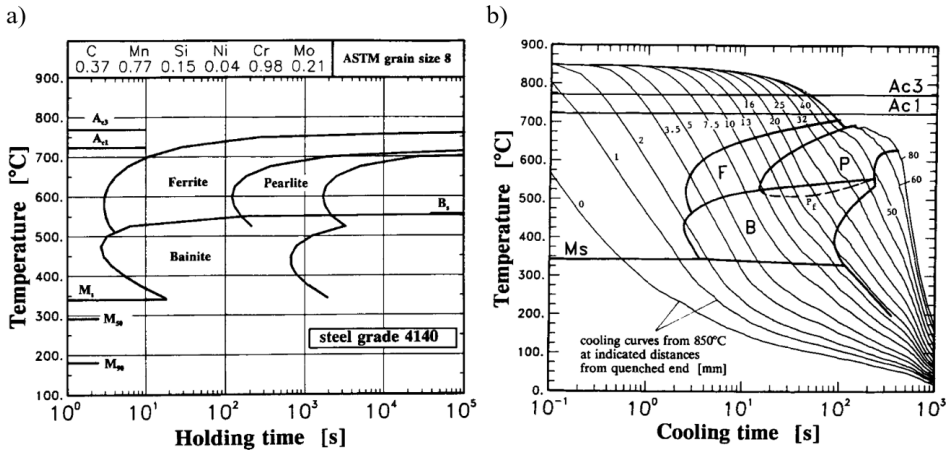 a)
C Mn Si Ni Cr Mo
0.37 0.77 0.15 0.04 0.98 0.21
ASTM grain size 8
900.
800.
700.
600.
500.
400.
300.
200.
100.
Temperature [°C]
Ac3
Ac1
Ferrite
Pearlite
Bs
Bainite
Ms
M50
M90
steel grade 4140
10^0 10^1 10^2 10^3 10^4 10^5
Holding time [s]
b)
900.
800.
700.
600.
500.
400.
300.
200.
100.
0.
Temperature [°C]
Ac3
Ac1
16 25 40
0 1 2 3.5 5 7.5 10 13 20 32
80
60
50
F
P
B
Pf
Ms
cooling curves from 850°C
at indicated distances
from quenched end [mm]
10^-1 10^0 10^1 10^2 10^3
Cooling time [s]